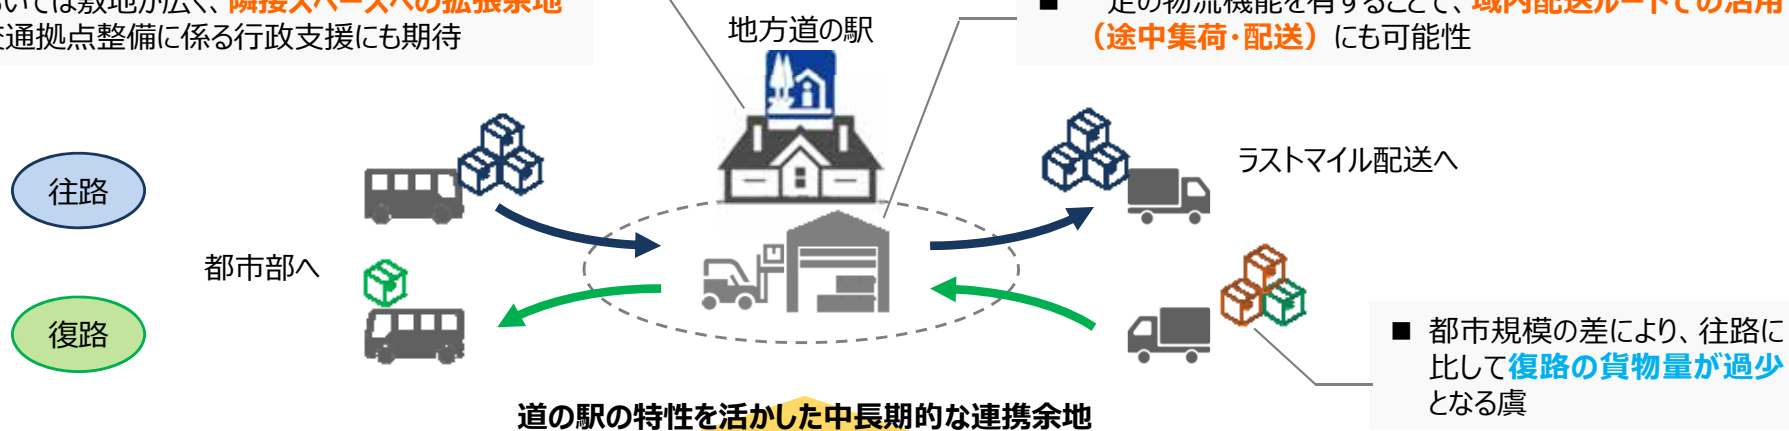 おいては敷地が広く、隣接スペースへの拡張余地
交通拠点整備に係る行政支援にも期待
地方道の駅
■ 一定の物流機能を有することで、域内配送ルートでの活用
（途中集荷・配送）にも可能性
往路
ラストマイル配送へ
都市部へ
復路
■ 都市規模の差により、往路に
比して復路の貨物量が過少
となる虞
道の駅の特性を活かした中長期的な連携余地